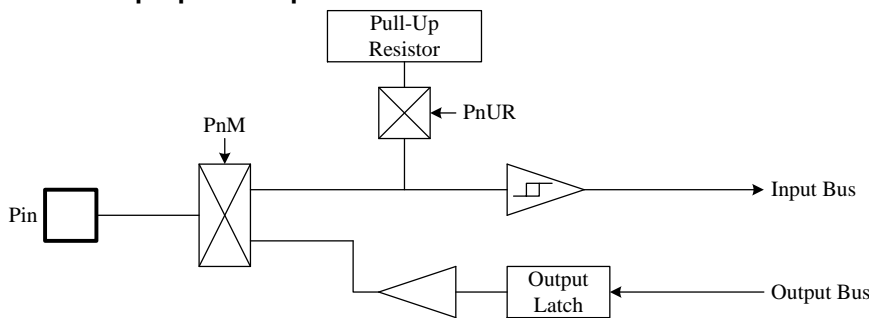 Pull-Up
Resistor
PnM
PnUR
Pin
Input Bus
Output
Latch
Output Bus